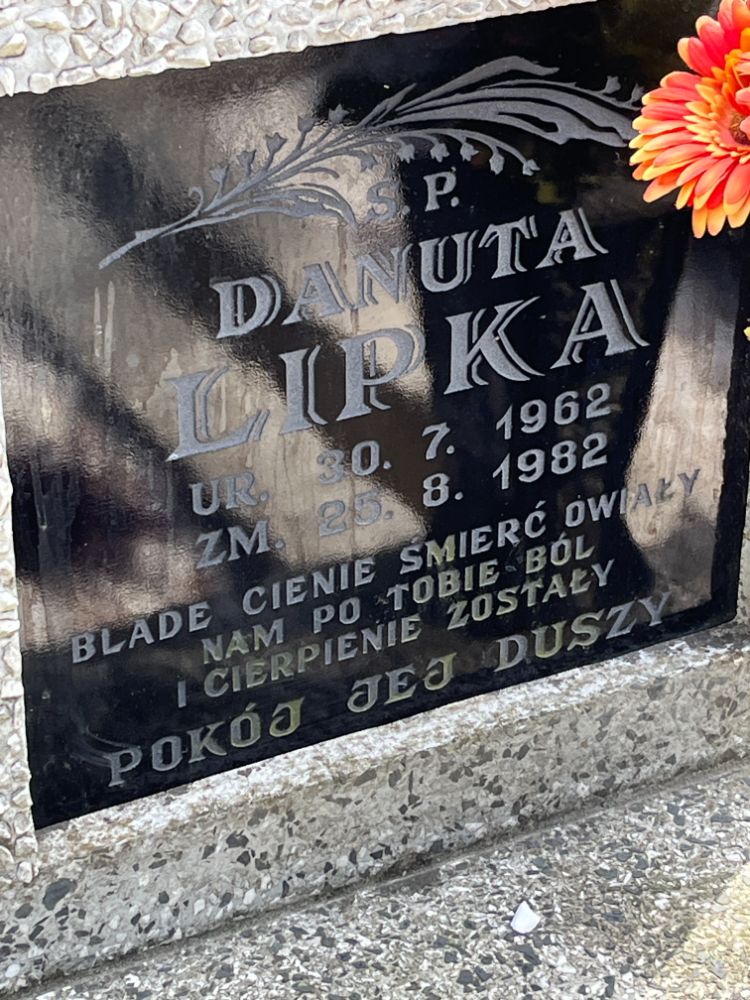 Ś. P.
DANUTA
LIPKA
UR. 30. 7. 1962
ZM. 25. 8. 1982
BLADE CIENIE ŚMIERĆ OWIAŁY
NAM PO TOBIE BÓL
I CIERPIENIE ZOSTAŁY
POKÓJ JEJ DUSZY